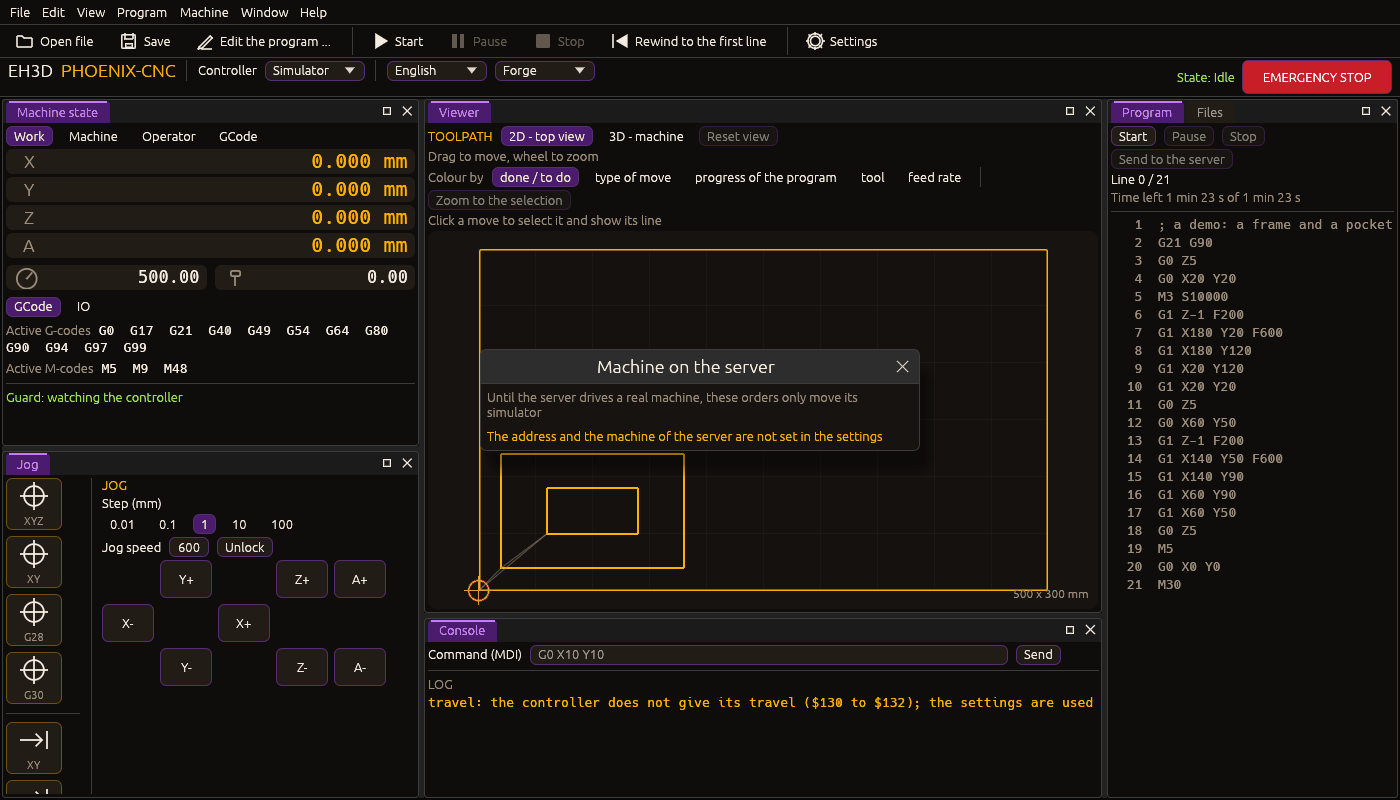 File Edit View Program Machine Window Help
Open file Save Edit the program ... Start Pause Stop Rewind to the first line Settings
EH3D PHOENIX-CNC Controller Simulator English Forge State: Idle EMERGENCY STOP
Machine state
Work Machine Operator GCode
X 0.000 mm
Y 0.000 mm
Z 0.000 mm
A 0.000 mm
500.00 0.00
GCode IO
Active G-codes G0 G17 G21 G40 G49 G54 G64 G80
G90 G94 G97 G99
Active M-codes M5 M9 M48
Guard: watching the controller
Jog
XYZ
XY
G28
G30
XY
JOG
Step (mm)
0.01 0.1 1 10 100
Jog speed 600 Unlock
Y+ Z+ A+
X- X+
Y- Z- A-
Viewer
TOOLPATH 2D - top view 3D - machine Reset view
Drag to move, wheel to zoom
Colour by done / to do type of move progress of the program tool feed rate
Zoom to the selection
Click a move to select it and show its line
Machine on the server
Until the server drives a real machine, these orders only move its
simulator
The address and the machine of the server are not set in the settings
500 x 300 mm
Console
Command (MDI) G0 X10 Y10 Send
LOG
travel: the controller does not give its travel ($130 to $132); the settings are used
Program Files
Start Pause Stop
Send to the server
Line 0 / 21
Time left 1 min 23 s of 1 min 23 s
1 ; a demo: a frame and a pocket
2 G21 G90
3 G0 Z5
4 G0 X20 Y20
5 M3 S10000
6 G1 Z-1 F200
7 G1 X180 Y20 F600
8 G1 X180 Y120
9 G1 X20 Y120
10 G1 X20 Y20
11 G0 Z5
12 G0 X60 Y50
13 G1 Z-1 F200
14 G1 X140 Y50 F600
15 G1 X140 Y90
16 G1 X60 Y90
17 G1 X60 Y50
18 G0 Z5
19 M5
20 G0 X0 Y0
21 M30